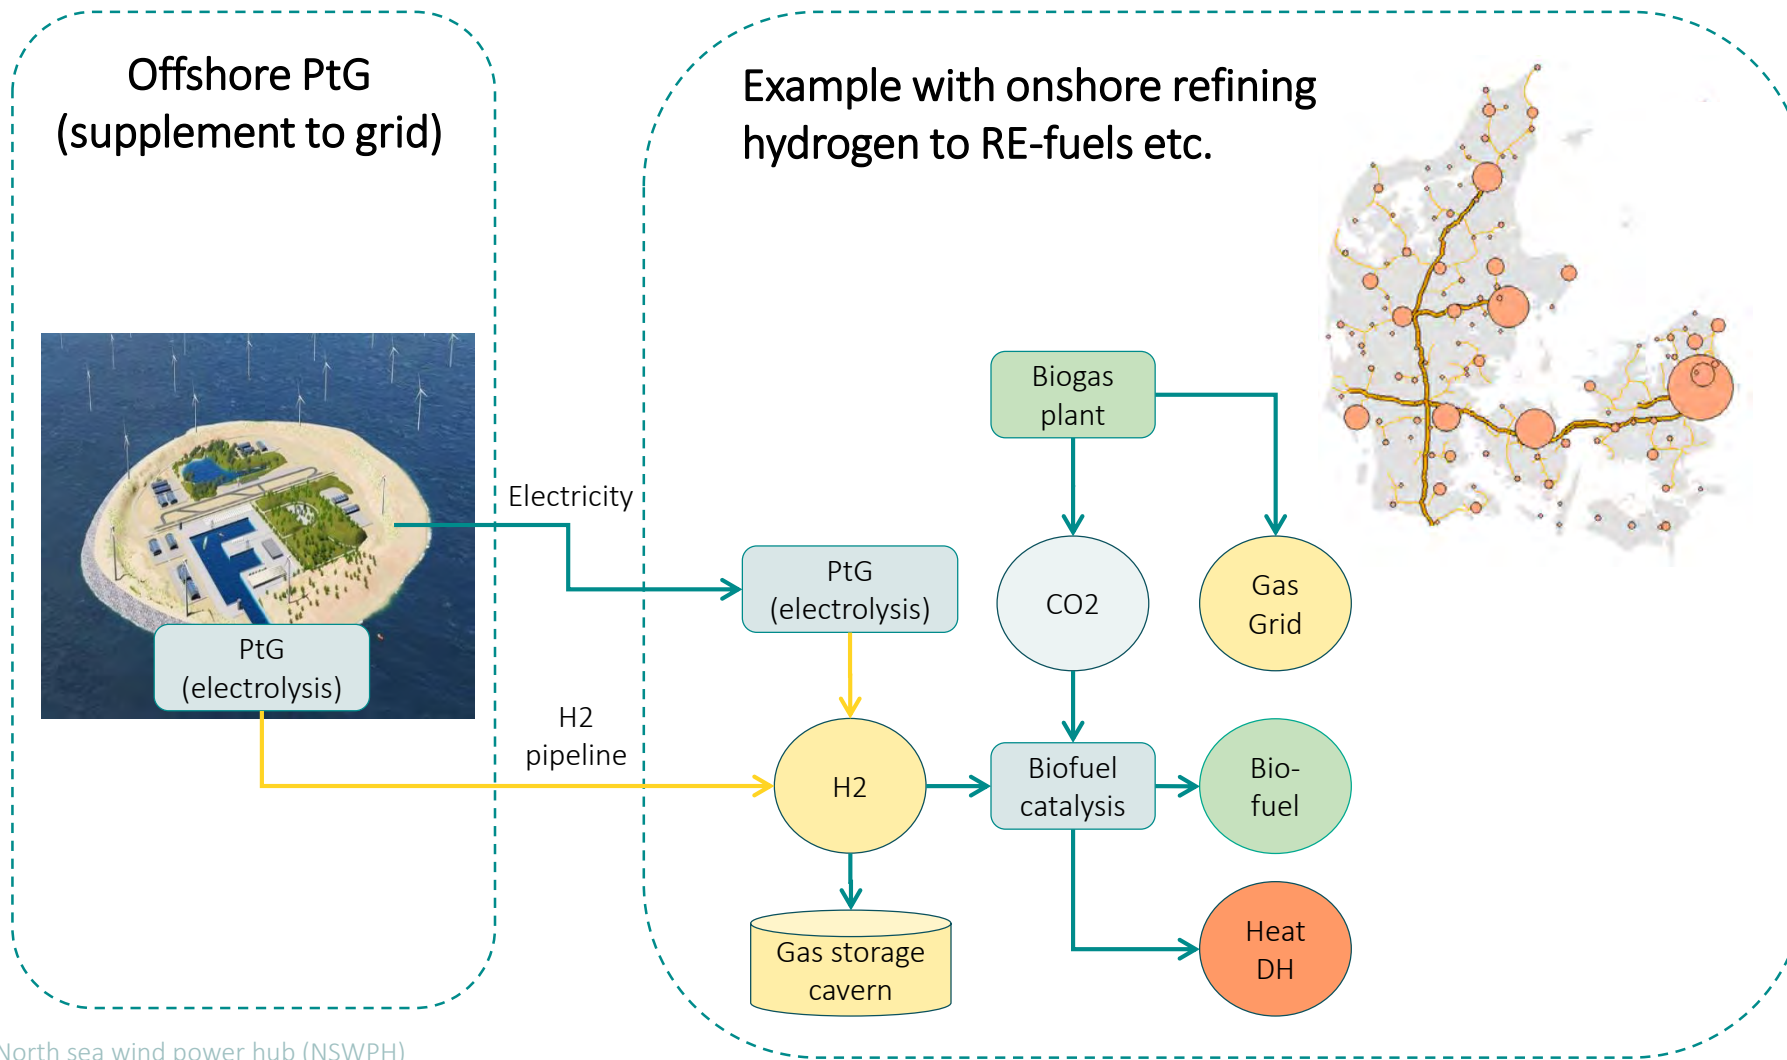 Offshore PtG
(supplement to grid)
Example with onshore refining
hydrogen to RE-fuels etc.
Electricity
PtG
(electrolysis)
H2
pipeline
PtG
(electrolysis)
H2
Gas storage
cavern
Biogas
plant
CO2
Gas
Grid
Biofuel
catalysis
Bio-
fuel
Heat
DH
North sea wind power hub (NSWPH)